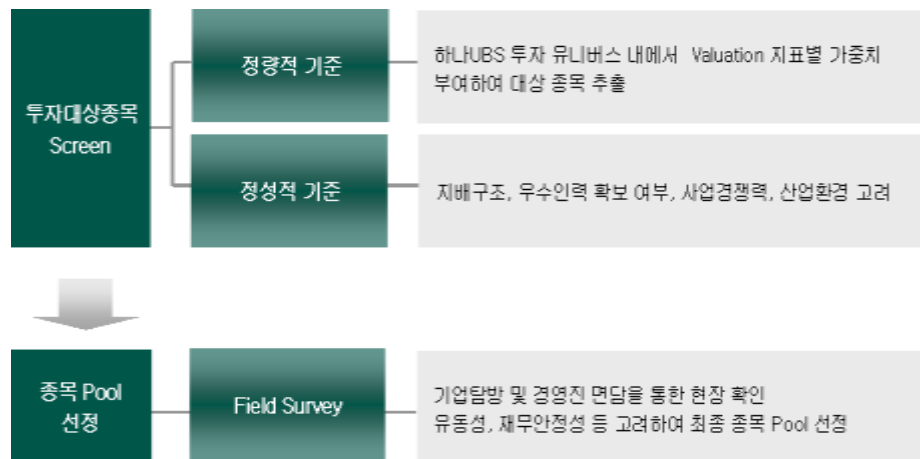 투자대상종목
Screen
정량적 기준
하나UBS 투자 유니버스 내에서 Valuation 지표별 가중치
부여하여 대상 종목 추출
정성적 기준
지배구조, 우수인력 확보 여부, 사업경쟁력, 산업환경 고려
종목 Pool
선정
Field Survey
기업탐방 및 경영진 면담을 통한 현장 확인
유동성, 재무안정성 등 고려하여 최종 종목 Pool 선정